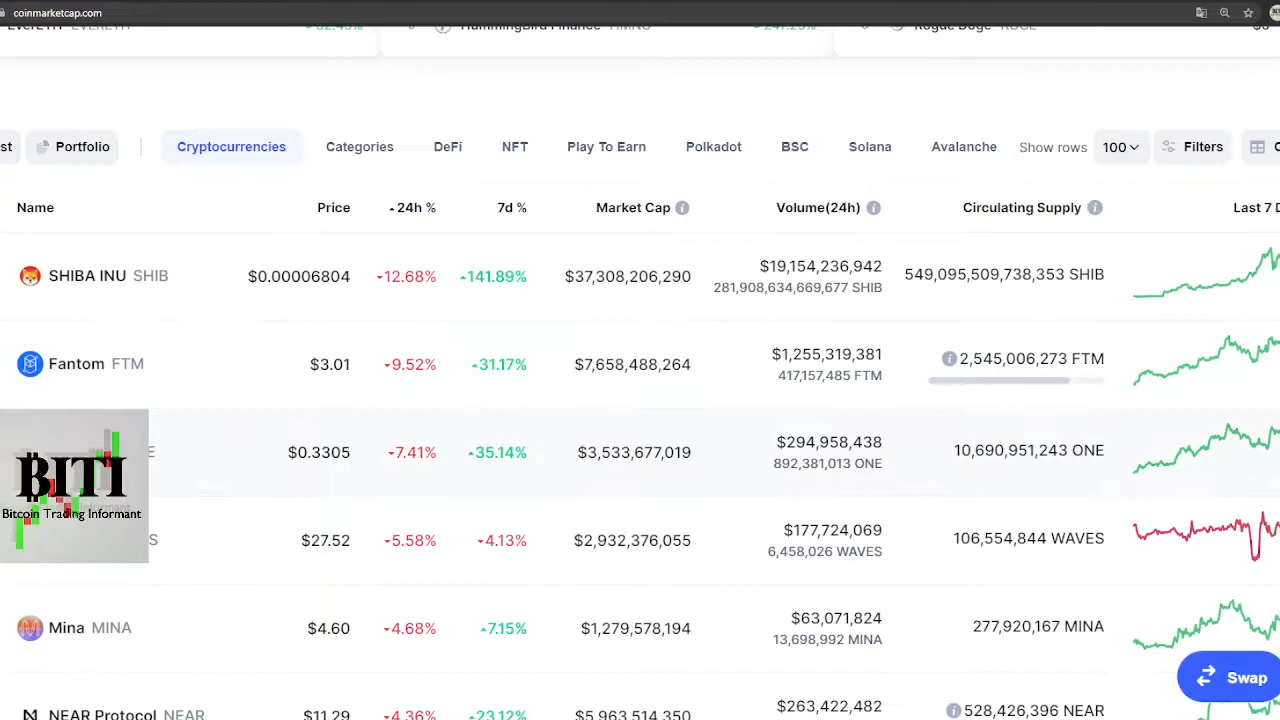 coinmarketcap.com
HummingBird Finance HMNG 247.23%
Rogue Doge ROGE
st Portfolio Cryptocurrencies Categories DeFi NFT Play To Earn Polkadot BSC Solana Avalanche Show rows 100 Filters
Name Price 24h % 7d % Market Cap Volume(24h) Circulating Supply Last 7 D
SHIBA INU SHIB $0.00006804 12.68% 141.89% $37,308,206,290 $19,154,236,942 549,095,509,738,353 SHIB
281,908,634,669,677 SHIB
Fantom FTM $3.01 9.52% 31.17% $7,658,488,264 $1,255,319,381 2,545,006,273 FTM
417,157,485 FTM
E $0.3305 7.41% 35.14% $3,533,677,019 $294,958,438 10,690,951,243 ONE
892,381,013 ONE
BITI
Bitcoin Trading Informant
S $27.52 5.58% 4.13% $2,932,376,055 $177,724,069 106,554,844 WAVES
6,458,026 WAVES
Mina MINA $4.60 4.68% 7.15% $1,279,578,194 $63,071,824 277,920,167 MINA
13,698,992 MINA
Swap
NEAR Protocol NEAR $11.29 4.36% 23.12% $5,963,514,350 $263,422,482 528,426,396 NEAR